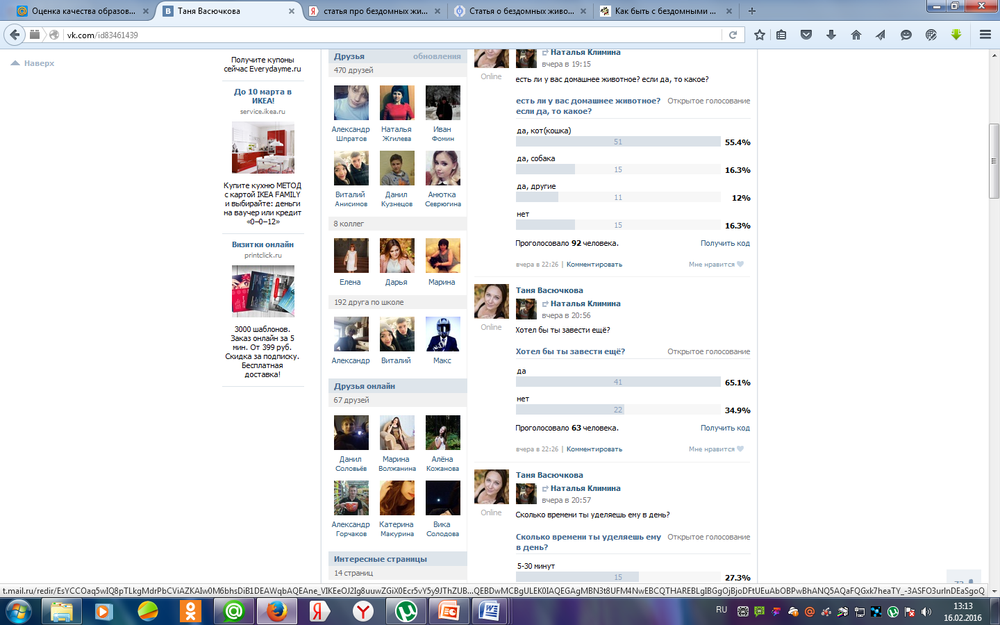 Оценка качества образов...
Таня Васючкова
статья про бездомных жи...
Статья о бездомных живо...
Как быть с бездомными ...
vk.com/id83461439
Наверх
Получите купоны
сейчас Everydayme.ru
До 10 марта в
ИКЕА!
service.ikea.ru
Купите кухню МЕТОД
с картой IKEA FAMILY
и выбирайте: деньги
на ваучер или кредит
«0–0–12»
Визитки онлайн
printclick.ru
3000 шаблонов.
Заказ онлайн за 5
мин. От 399 руб.
Скидка за подписку.
Бесплатная
доставка!
Друзья обновления
470 друзей
Александр Шпратов
Наталья Жгилева
Иван Фомин
Виталий Анисимов
Данил Кузнецов
Анютка Севрюгина
8 коллег
Елена Дарья Марина
192 друга по школе
Александр Виталий Макс
Друзья онлайн
67 друзей
Данил Соловьёв
Марина Волжанина
Алёна Кожанова
Александр Горчаков
Катерина Макурина
Вика Солодова
Интересные страницы
14 страниц
Наталья Климина
вчера в 19:15
Online
есть ли у вас домашнее животное? если да, то какое?
есть ли у вас домашнее животное? Открытое голосование
если да, то какое?
да, кот(кошка)
51 55.4%
да, собака
15 16.3%
да, другие
11 12%
нет
15 16.3%
Проголосовало 92 человека. Получить код
вчера в 22:26 | Комментировать Мне нравится
Таня Васючкова
Наталья Климина
вчера в 20:56
Online
Хотел бы ты завести ещё?
Хотел бы ты завести ещё? Открытое голосование
да
41 65.1%
нет
22 34.9%
Проголосовало 63 человека. Получить код
вчера в 22:26 | Комментировать Мне нравится
Таня Васючкова
Наталья Климина
вчера в 20:57
Online
Сколько времени ты уделяешь ему в день?
Сколько времени ты уделяешь ему Открытое голосование
в день?
5-30 минут
15 27.3%
RU
13:13
16.02.2016